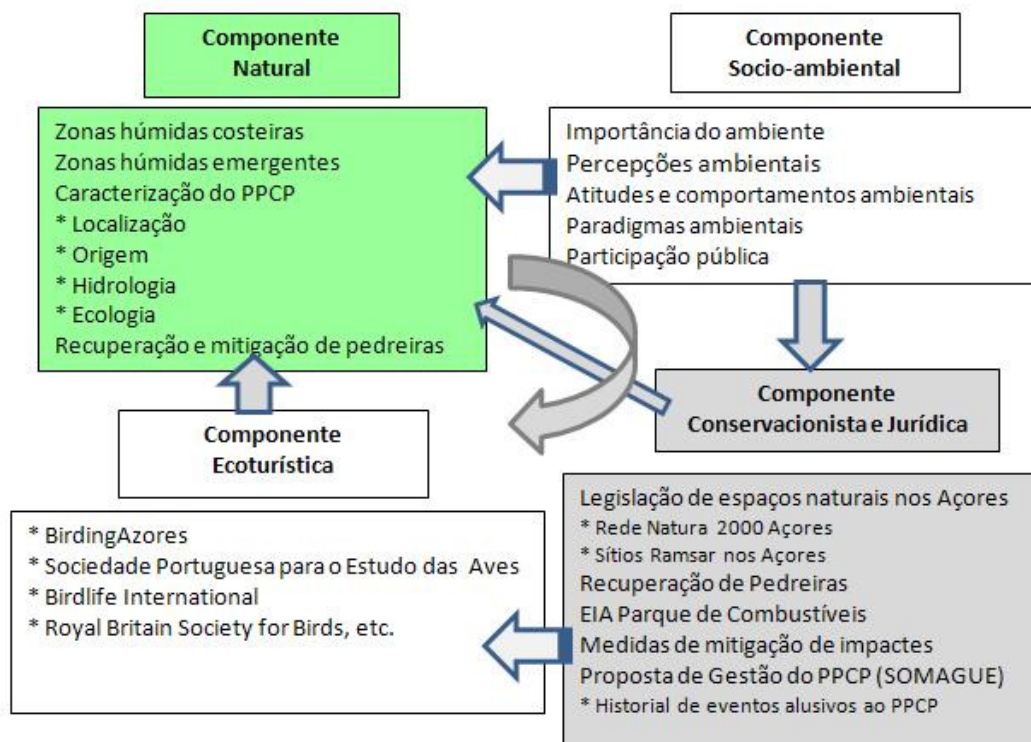 Componente
Natural
Zonas húmidas costeiras
Zonas húmidas emergentes
Caracterização do PPCP
* Localização
* Origem
* Hidrologia
* Ecologia
Recuperação e mitigação de pedreiras
Componente
Socio-ambiental
Importância do ambiente
Percepções ambientais
Atitudes e comportamentos ambientais
Paradigmas ambientais
Participação pública
Componente
Ecoturística
* BirdingAzores
* Sociedade Portuguesa para o Estudo das Aves
* Birdlife International
* Royal Britain Society for Birds, etc.
Componente
Conservacionista e Jurídica
Legislação de espaços naturais nos Açores
* Rede Natura 2000 Açores
* Sítios Ramsar nos Açores
Recuperação de Pedreiras
EIA Parque de Combustíveis
Medidas de mitigação de impactes
Proposta de Gestão do PPCP (SOMAGUE)
* Historial de eventos alusivos ao PPCP